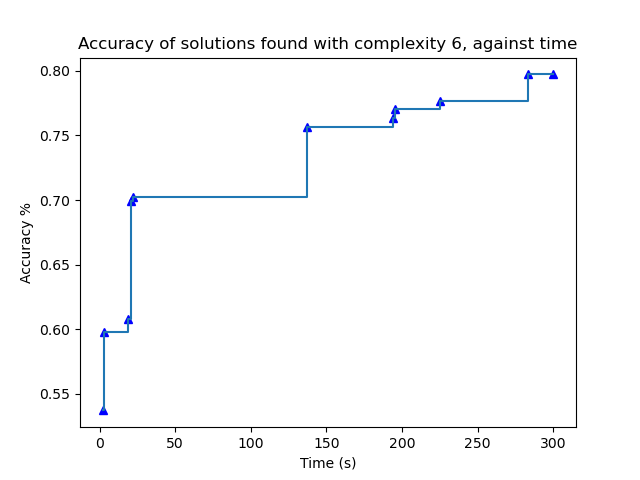 Accuracy of solutions found with complexity 6, against time
0.80
0.75
0.70
0.65
0.60
0.55
Accuracy %
0 50 100 150 200 250 300
Time (s)